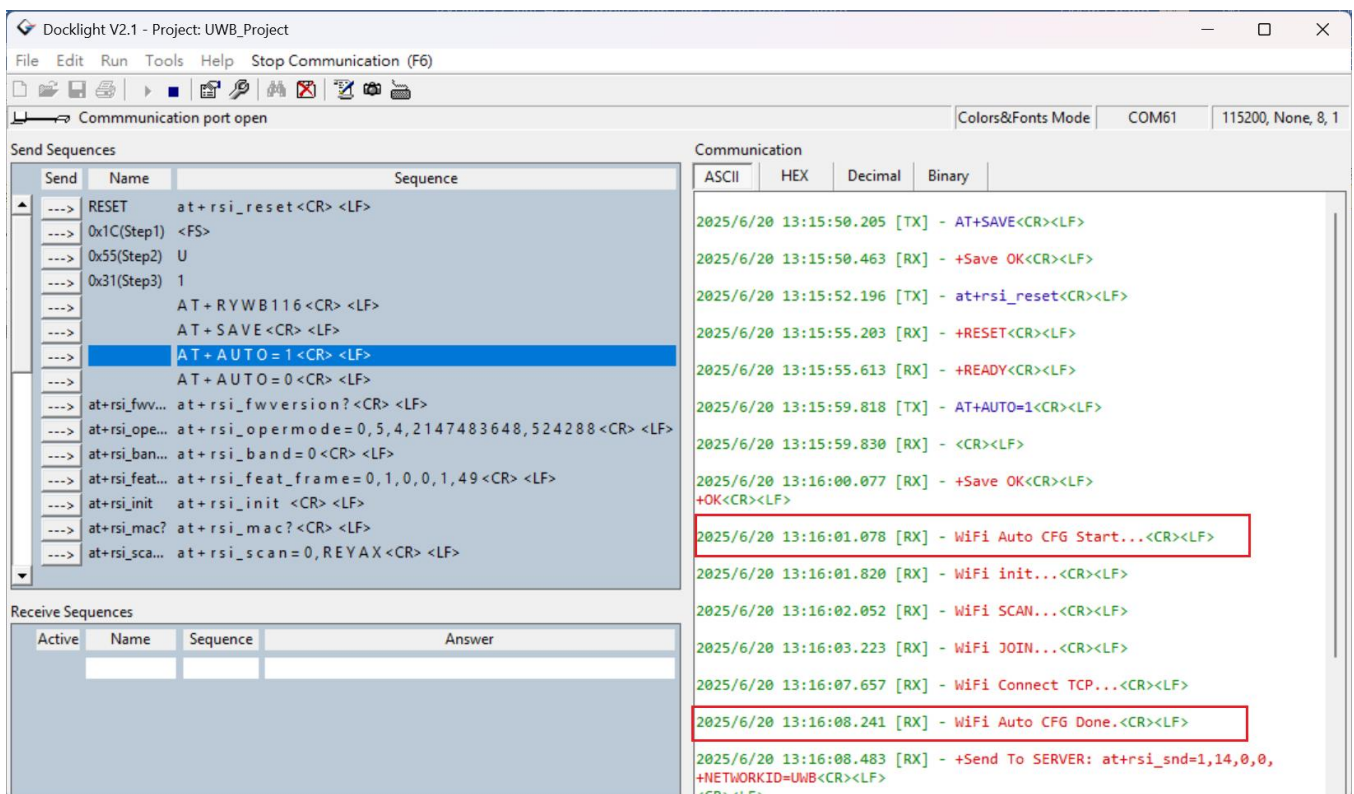 Docklight V2.1 - Project: UWB_Project
File Edit Run Tools Help Stop Communication (F6)
Commmunication port open Colors&Fonts Mode COM61 115200, None, 8, 1
Send Sequences
Send Name Sequence
---> RESET at+rsi_reset<CR><LF>
---> 0x1C(Step1) <FS>
---> 0x55(Step2) U
---> 0x31(Step3) 1
---> AT+RYWB116<CR><LF>
---> AT+SAVE<CR><LF>
---> AT+AUTO=1<CR><LF>
---> AT+AUTO=0<CR><LF>
---> at+rsi_fwv... at+rsi_fwversion?<CR><LF>
---> at+rsi_ope... at+rsi_opermode=0,5,4,2147483648,524288<CR><LF>
---> at+rsi_ban... at+rsi_band=0<CR><LF>
---> at+rsi_feat... at+rsi_feat_frame=0,1,0,0,1,49<CR><LF>
---> at+rsi_init at+rsi_init <CR><LF>
---> at+rsi_mac? at+rsi_mac?<CR><LF>
---> at+rsi_sca... at+rsi_scan=0,REYAX<CR><LF>
Receive Sequences
Active Name Sequence Answer
Communication
ASCII HEX Decimal Binary
2025/6/20 13:15:50.205 [TX] - AT+SAVE<CR><LF>
2025/6/20 13:15:50.463 [RX] - +Save OK<CR><LF>
2025/6/20 13:15:52.196 [TX] - at+rsi_reset<CR><LF>
2025/6/20 13:15:55.203 [RX] - +RESET<CR><LF>
2025/6/20 13:15:55.613 [RX] - +READY<CR><LF>
2025/6/20 13:15:59.818 [TX] - AT+AUTO=1<CR><LF>
2025/6/20 13:15:59.830 [RX] - <CR><LF>
2025/6/20 13:16:00.077 [RX] - +Save OK<CR><LF>
+OK<CR><LF>
2025/6/20 13:16:01.078 [RX] - WiFi Auto CFG Start...<CR><LF>
2025/6/20 13:16:01.820 [RX] - WiFi init...<CR><LF>
2025/6/20 13:16:02.052 [RX] - WiFi SCAN...<CR><LF>
2025/6/20 13:16:03.223 [RX] - WiFi JOIN...<CR><LF>
2025/6/20 13:16:07.657 [RX] - WiFi Connect TCP...<CR><LF>
2025/6/20 13:16:08.241 [RX] - WiFi Auto CFG Done.<CR><LF>
2025/6/20 13:16:08.483 [RX] - +Send To SERVER: at+rsi_snd=1,14,0,0,
+NETWORKID=UWB<CR><LF>